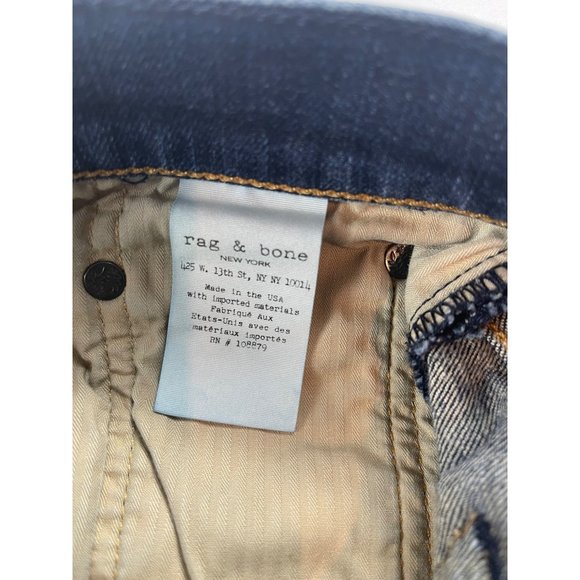 rag & bone
NEW YORK
425 W. 13th St, NY NY 10014
Made in the USA
with imported materials
Fabriqué Aux
Etats-Unis avec des
matériaux importés
RN # 108879